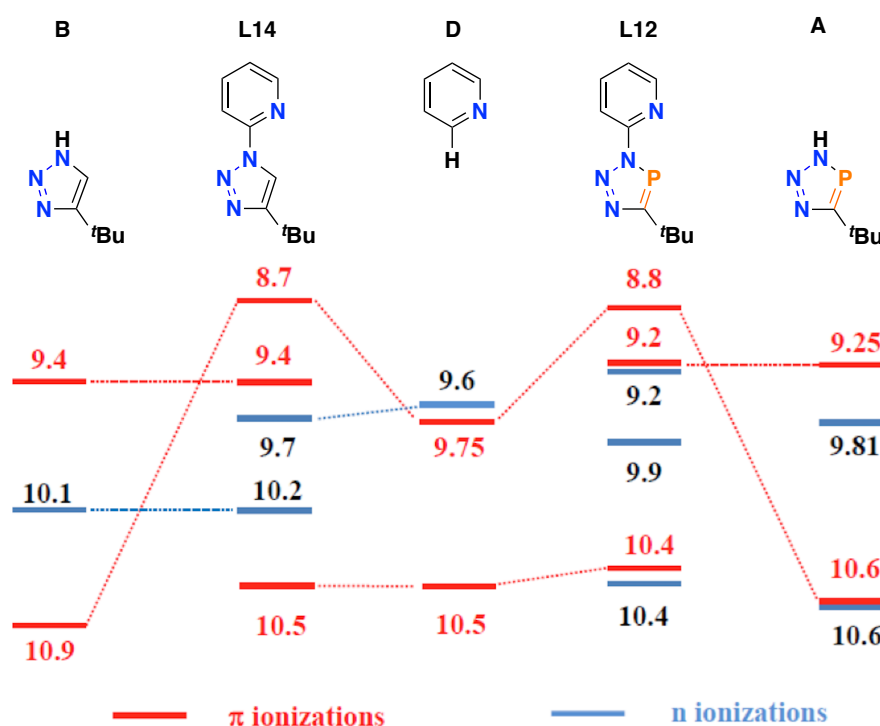 B L14 D L12 A
N
N
H
H
N
N
N
N
N
N
H
N
N
N
P
N
N
N
P
N
N
tBu
tBu
tBu
tBu
8.7 8.8
9.4 9.4 9.6 9.2 9.25
9.7 9.75 9.2 9.81
10.1 10.2 9.9
10.4 10.6
10.9 10.5 10.5 10.4 10.6
π ionizations n ionizations